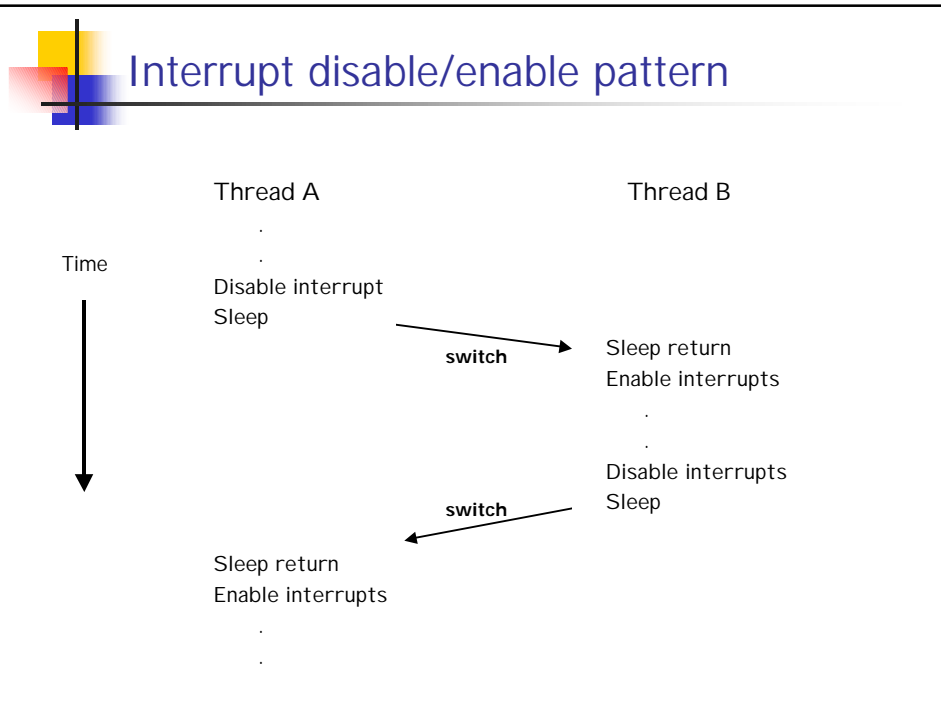 Interrupt disable/enable pattern
Thread A
Thread B
.
.
Time
Disable interrupt
Sleep
switch
Sleep return
Enable interrupts
.
.
Disable interrupts
Sleep
switch
Sleep return
Enable interrupts
.
.